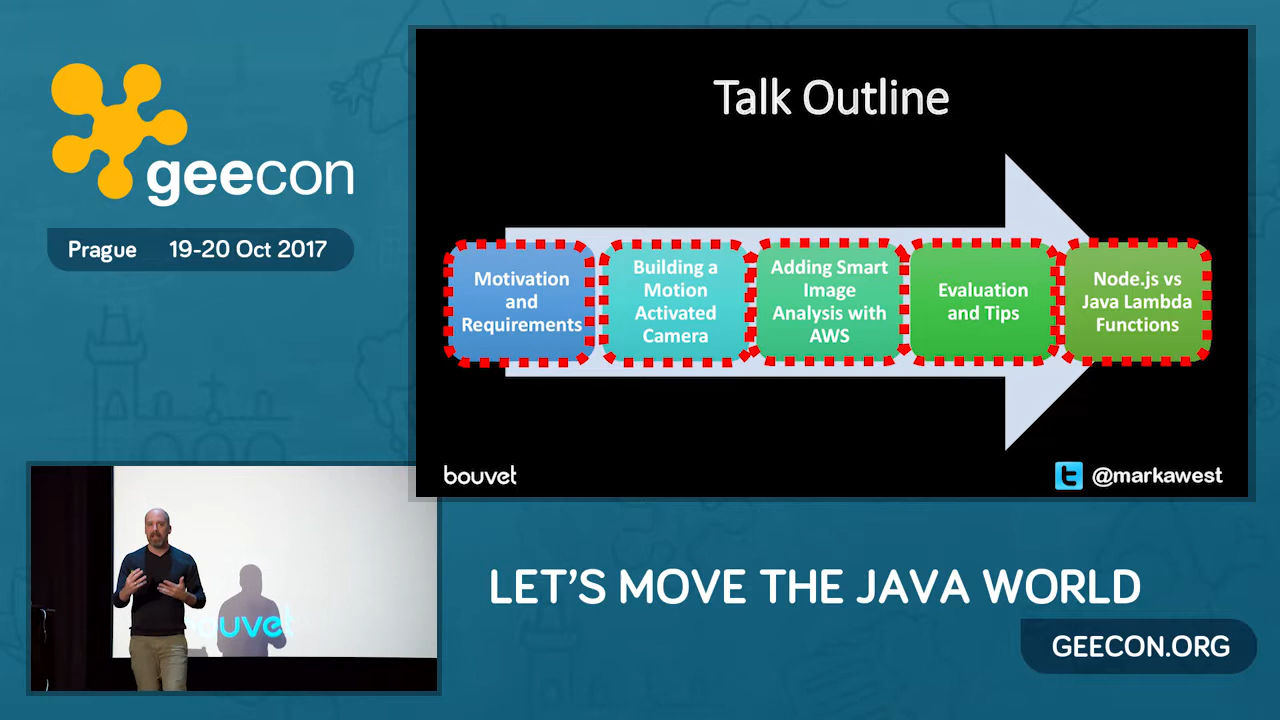 geecon
Prague 19-20 Oct 2017
Talk Outline
Motivation
and
Requirements
Building a
Motion
Activated
Camera
Adding Smart
Image
Analysis with
AWS
Evaluation
and Tips
Node.js vs
Java Lambda
Functions
bouvet
@markawest
bouvet
LET'S MOVE THE JAVA WORLD
GEECON.ORG